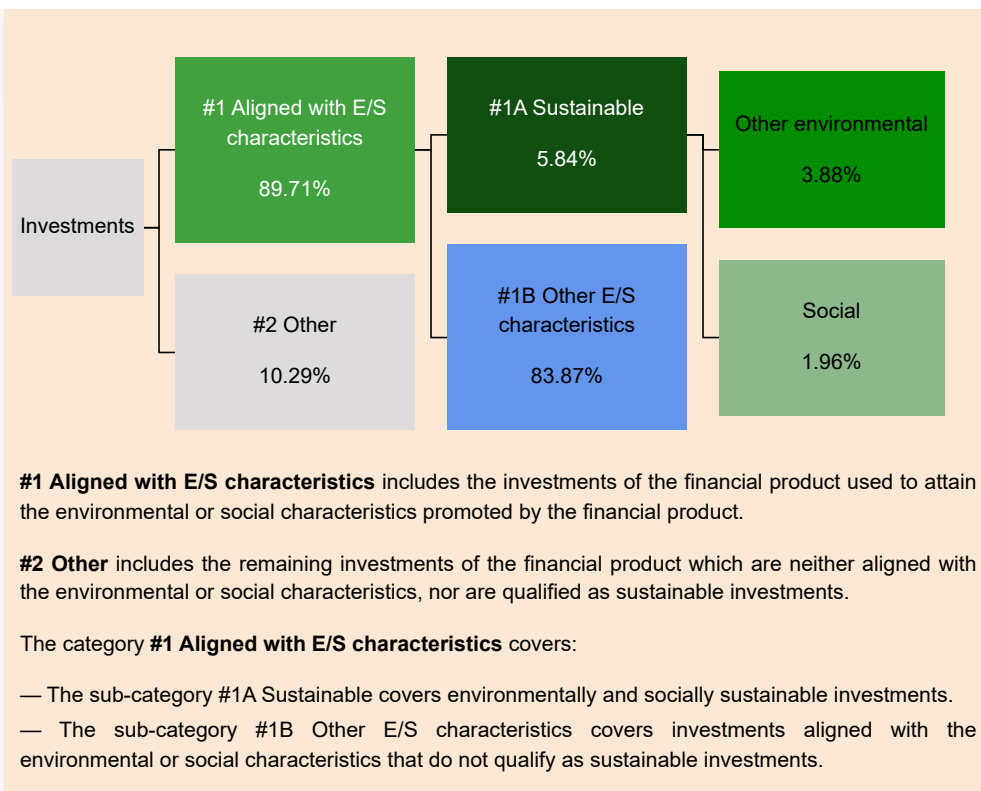 Investments
#1 Aligned with E/S
characteristics
89.71%
#2 Other
10.29%
#1A Sustainable
5.84%
#1B Other E/S
characteristics
83.87%
Other environmental
3.88%
Social
1.96%
#1 Aligned with E/S characteristics includes the investments of the financial product used to attain
the environmental or social characteristics promoted by the financial product.
#2 Other includes the remaining investments of the financial product which are neither aligned with
the environmental or social characteristics, nor are qualified as sustainable investments.
The category #1 Aligned with E/S characteristics covers:
— The sub-category #1A Sustainable covers environmentally and socially sustainable investments.
— The sub-category #1B Other E/S characteristics covers investments aligned with the
environmental or social characteristics that do not qualify as sustainable investments.